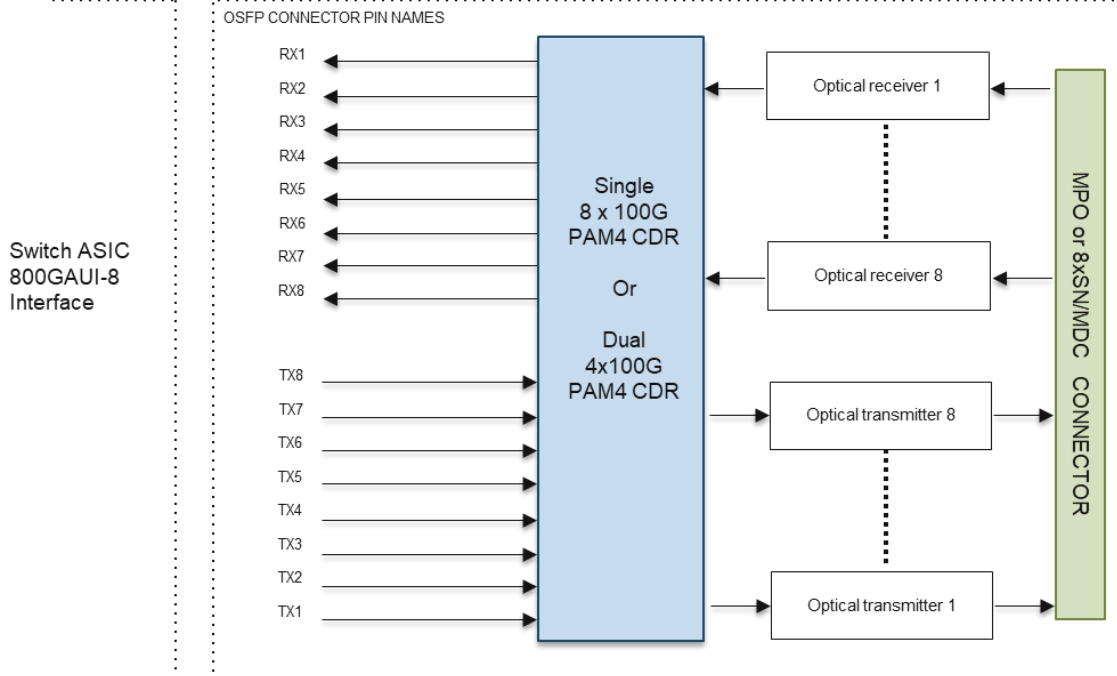 OSFP CONNECTOR PIN NAMES
RX1
RX2
RX3
RX4
RX5
RX6
RX7
RX8
TX8
TX7
TX6
TX5
TX4
TX3
TX2
TX1
Switch ASIC
800GAUI-8
Interface
Single
8 x 100G
PAM4 CDR
Or
Dual
4x100G
PAM4 CDR
Optical receiver 1
Optical receiver 8
Optical transmitter 8
Optical transmitter 1
MPO or 8xSN/MDC CONNECTOR